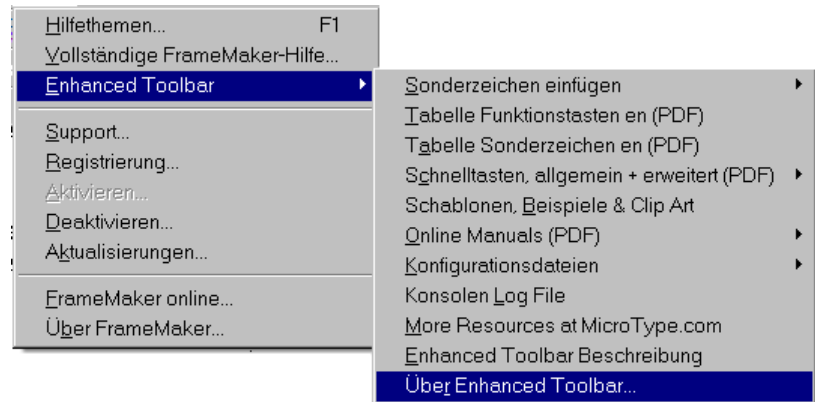 Hilfethemen... F1
Vollständige FrameMaker-Hilfe...
Enhanced Toolbar
Support...
Registrierung...
Aktivieren...
Deaktivieren...
Aktualisierungen...
FrameMaker online...
Über FrameMaker...
Sonderzeichen einfügen
Tabelle Funktionstasten en (PDF)
Tabelle Sonderzeichen en (PDF)
Schnelltasten, allgemein + erweitert (PDF)
Schablonen, Beispiele & Clip Art
Online Manuals (PDF)
Konfigurationsdateien
Konsolen Log File
More Resources at MicroType.com
Enhanced Toolbar Beschreibung
Über Enhanced Toolbar...